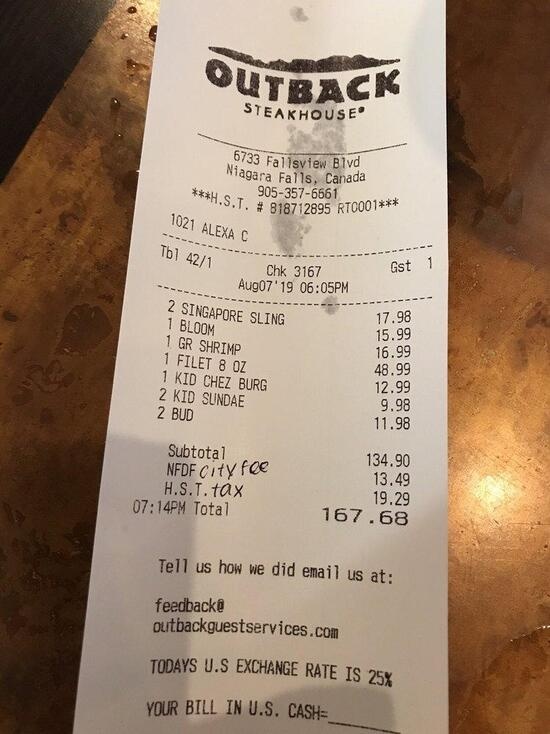 OUTBACK
STEAKHOUSE®
6733 Fallsview Blvd
Niagara Falls, Canada
905-357-6661
***H.S.T. # 818712895 RT0001***
1021 ALEXA C
Tbl 42/1 Chk 3167 Gst 1
Aug07'19 06:05PM
2 SINGAPORE SLING 17.98
1 BLOOM 15.99
1 GR SHRIMP 16.99
1 FILET 8 OZ 48.99
1 KID CHEZ BURG 12.99
2 KID SUNDAE 9.98
2 BUD 11.98
Subtotal 134.90
NFDF city fee 13.49
H.S.T. tax 19.29
07:14PM Total 167.68
Tell us how we did email us at:
feedback@
outbackguestservices.com
TODAYS U.S EXCHANGE RATE IS 25%
YOUR BILL IN U.S. CASH=_______